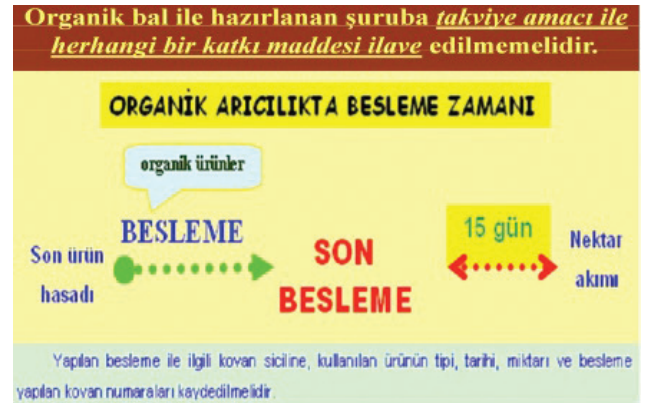 Organik bal ile hazırlanan şuruba takviye amacı ile
herhangi bir katkı maddesi ilave edilmemelidir.
ORGANİK ARICILIKTA BESLEME ZAMANI
organik ürünler
BESLEME
Son ürün
hasadı
SON
BESLEME
15 gün
Nektar
akımı
Yapılan besleme ile ilgili kovan siciline, kullanılan ürünün tipi, tarihi, miktarı ve besleme
yapılan kovan numaraları kaydedilmelidir.